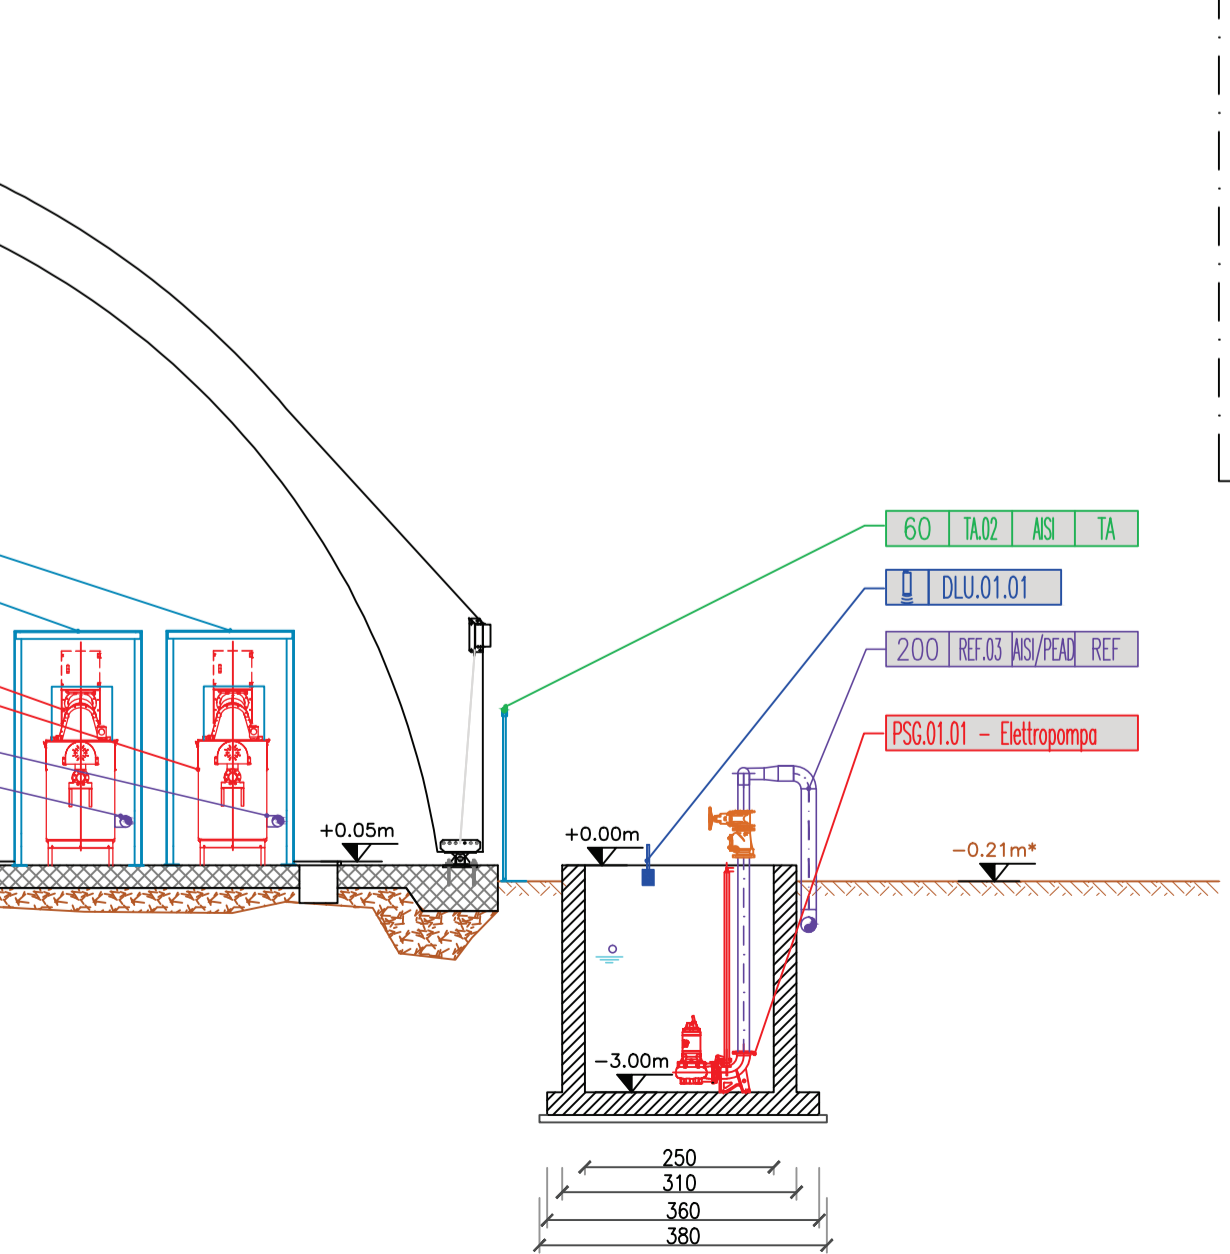 60 TA.02 AISI TA
DLU.01.01
200 REF.03 AISI/PEAD REF
PSG.01.01 - Elettropompa
+0.05m
+0.00m
-0.21m*
-3.00m
250
310
360
380